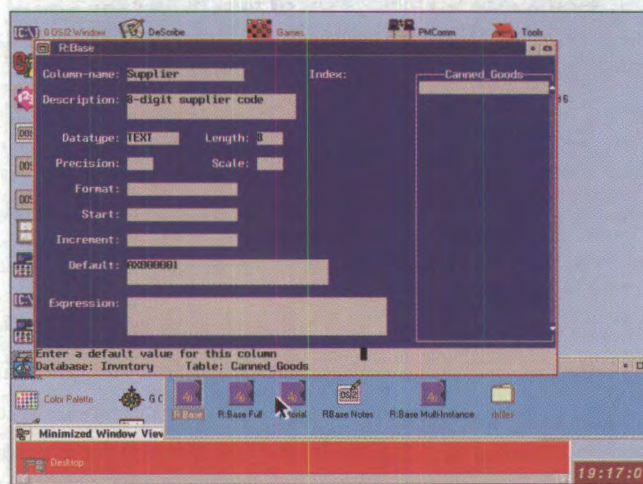 G OS/2 Window DeScribe Games PMComm Tools
R:Base
Column-name: Supplier Index: Canned_Goods
Description: 8-digit supplier code
Datatype: TEXT Length: 8
Precision: Scale:
Format:
Start:
Increment:
Default: AX000001
Expression:
Enter a default value for this column
Database: Invntory Table: Canned_Goods
Color Palette
R:Base R:Base Full RBase Notes R:Base Multi-Instance
Minimized Window View
Desktop
19:17:0